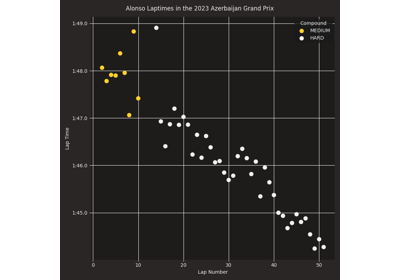 Alonso Laptimes in the 2023 Azerbaijan Grand Prix
Compound
MEDIUM
HARD
1:49.0
1:48.0
1:47.0
1:46.0
1:45.0
Lap Time
0 10 20 30 40 50
Lap Number